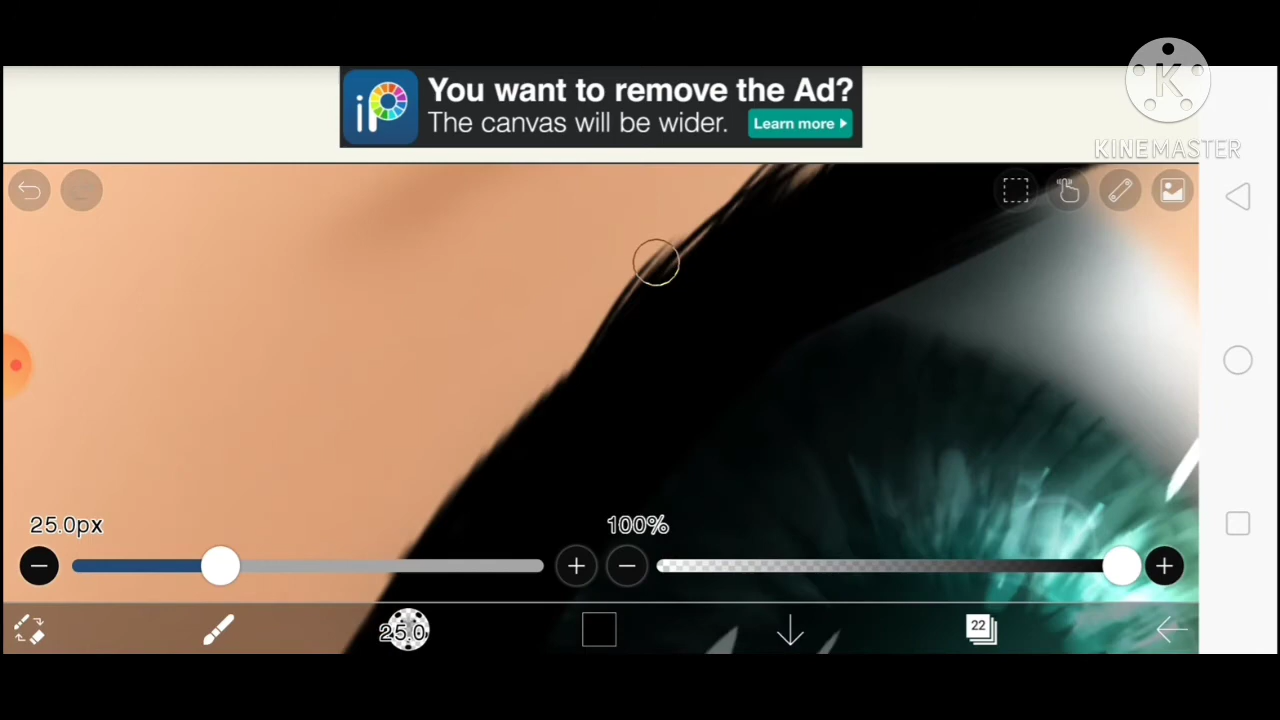 You want to remove the Ad?
The canvas will be wider.
Learn more
iP
K
KINEMASTER
25.0px
100%
25.0
22